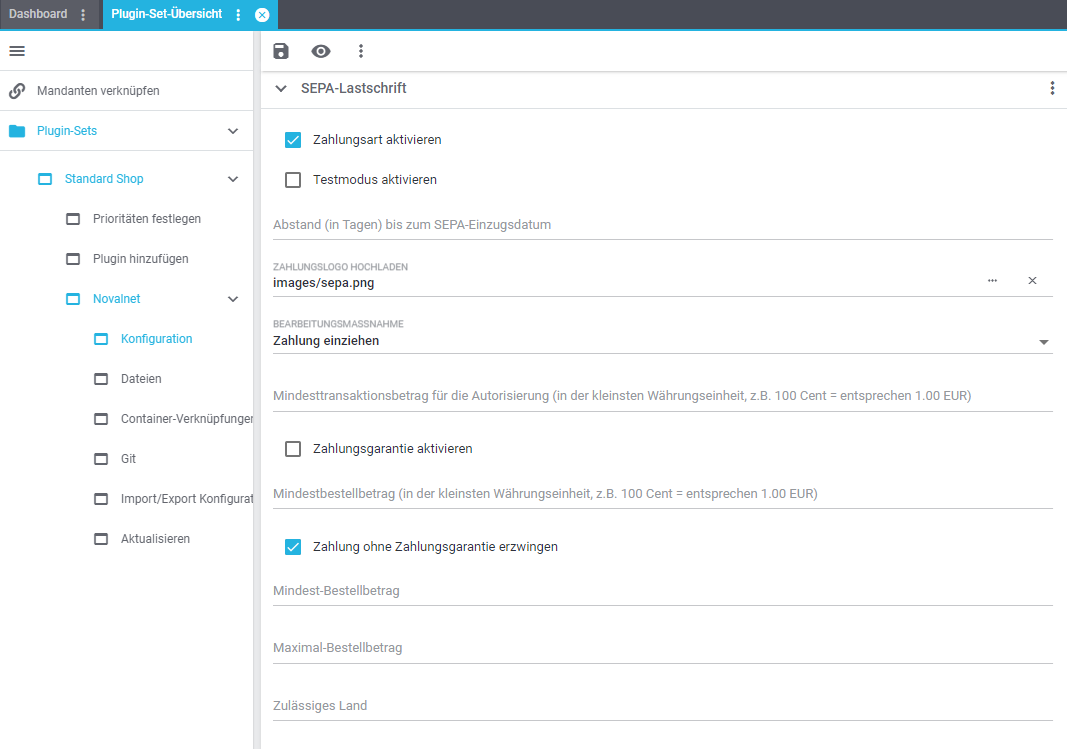 Dashboard
Plugin-Set-Übersicht
Mandanten verknüpfen
Plugin-Sets
Standard Shop
Prioritäten festlegen
Plugin hinzufügen
Novalnet
Konfiguration
Dateien
Container-Verknüpfunger
Git
Import/Export Konfigurat
Aktualisieren
SEPA-Lastschrift
Zahlungsart aktivieren
Testmodus aktivieren
Abstand (in Tagen) bis zum SEPA-Einzugsdatum
ZAHLUNGSLOGO HOCHLADEN
images/sepa.png
BEARBEITUNGSMASSNAHME
Zahlung einziehen
Mindesttransaktionsbetrag für die Autorisierung (in der kleinsten Währungseinheit, z.B. 100 Cent = entsprechen 1.00 EUR)
Zahlungsgarantie aktivieren
Mindestbestellbetrag (in der kleinsten Währungseinheit, z.B. 100 Cent = entsprechen 1.00 EUR)
Zahlung ohne Zahlungsgarantie erzwingen
Mindest-Bestellbetrag
Maximal-Bestellbetrag
Zulässiges Land